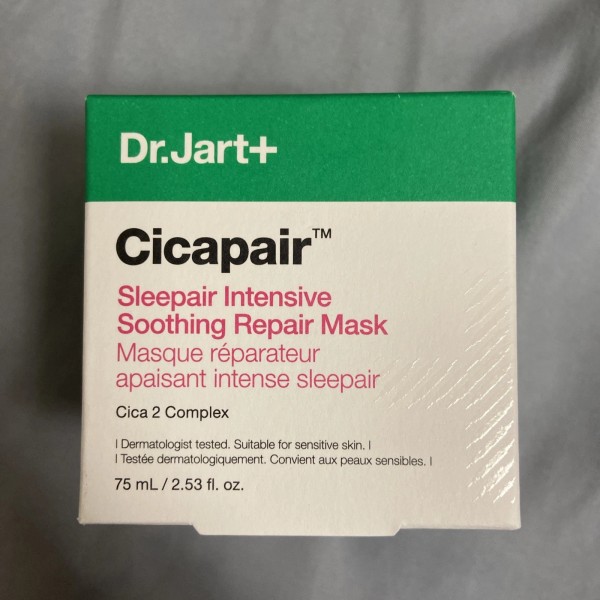 Dr.Jart+
Cicapair™
Sleepair Intensive
Soothing Repair Mask
Masque réparateur
apaisant intense sleepair
Cica 2 Complex
| Dermatologist tested. Suitable for sensitive skin. |
| Testée dermatologiquement. Convient aux peaux sensibles. |
75 mL / 2.53 fl. oz.